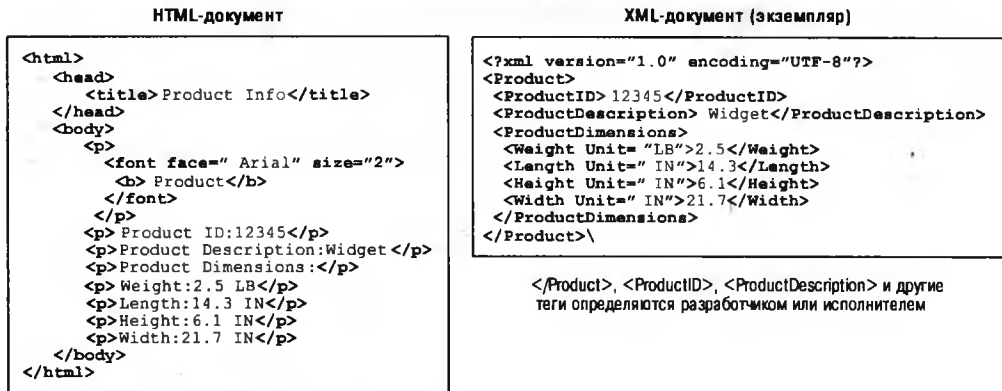 HTML-документ
<html>
<head>
<title>Product Info</title>
</head>
<body>
<p>
<font face=" Arial" size="2">
<b> Product</b>
</font>
</p>
<p> Product ID:12345</p>
<p>Product Description:Widget</p>
<p>Product Dimensions:</p>
<p> Weight:2.5 LB</p>
<p>Length:14.3 IN</p>
<p>Height:6.1 IN</p>
<p>Width:21.7 IN</p>
</body>
</html>
XML-документ (экземпляр)
<?xml version="1.0" encoding="UTF-8"?>
<Product>
<ProductID> 12345</ProductID>
<ProductDescription> Widget</ProductDescription>
<ProductDimensions>
<Weight Unit= "LB">2.5</Weight>
<Length Unit=" IN">14.3</Length>
<Height Unit=" IN">6.1</Height>
<Width Unit=" IN">21.7</Width>
</ProductDimensions>
</Product>\
</Product>, <ProductID>, <ProductDescription> и другие
теги определяются разработчиком или исполнителем